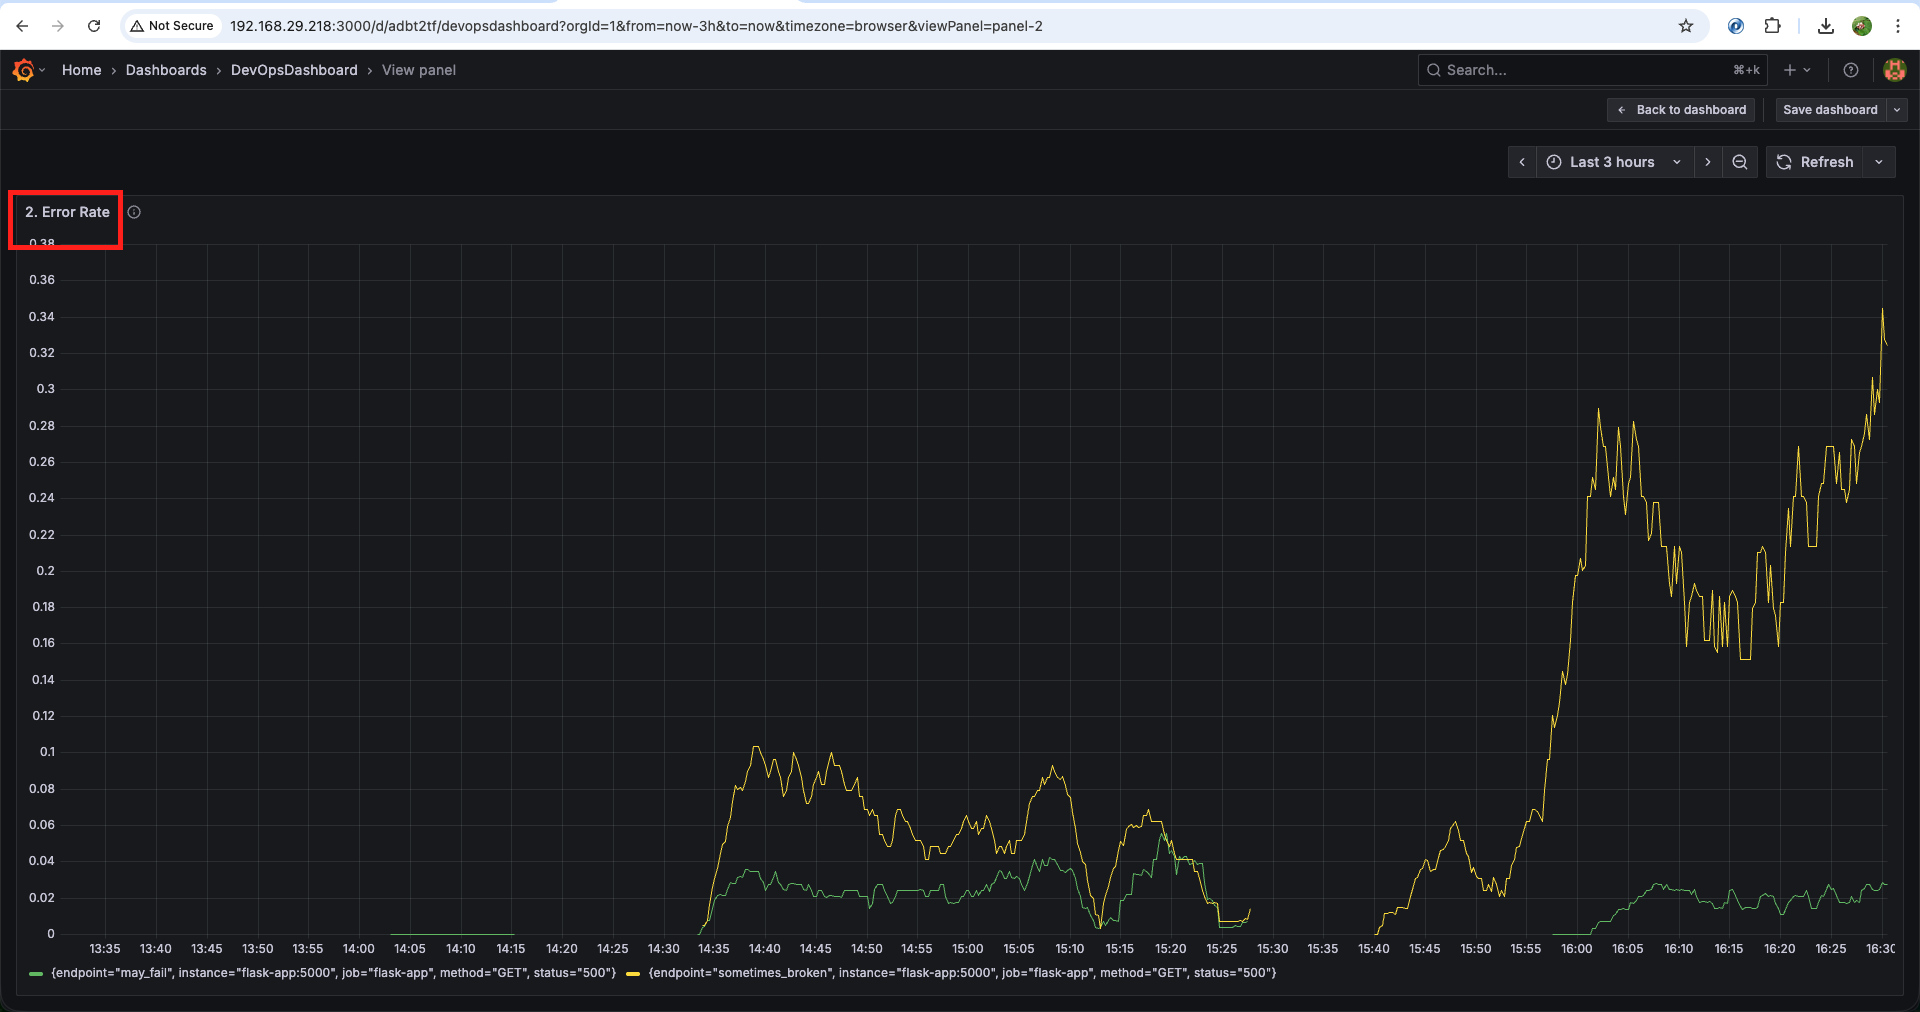 Not Secure 192.168.29.218:3000/d/adbt2tf/devopsdashboard?orgId=1&from=now-3h&to=now&timezone=browser&viewPanel=panel-2
Home › Dashboards › DevOpsDashboard › View panel Search... ⌘+k
Back to dashboard Save dashboard
Last 3 hours Refresh
2. Error Rate
0.38
0.36
0.34
0.32
0.3
0.28
0.26
0.24
0.22
0.2
0.18
0.16
0.14
0.12
0.1
0.08
0.06
0.04
0.02
0
13:35 13:40 13:45 13:50 13:55 14:00 14:05 14:10 14:15 14:20 14:25 14:30 14:35 14:40 14:45 14:50 14:55 15:00 15:05 15:10 15:15 15:20 15:25 15:30 15:35 15:40 15:45 15:50 15:55 16:00 16:05 16:10 16:15 16:20 16:25 16:30
{endpoint="may_fail", instance="flask-app:5000", job="flask-app", method="GET", status="500"} {endpoint="sometimes_broken", instance="flask-app:5000", job="flask-app", method="GET", status="500"}